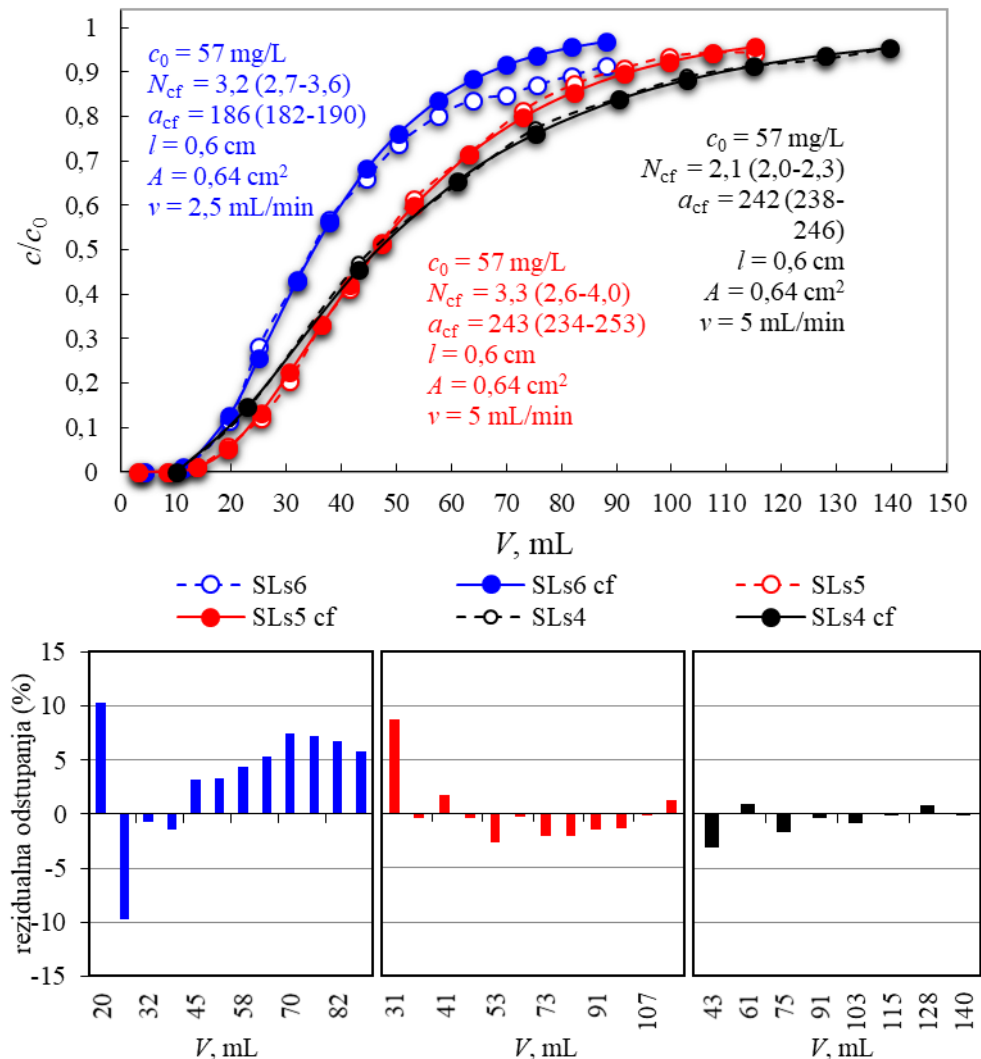 c/c0
1
0,9
0,8
0,7
0,6
0,5
0,4
0,3
0,2
0,1
0
c0 = 57 mg/L
Ncf = 3,2 (2,7-3,6)
acf = 186 (182-190)
l = 0,6 cm
A = 0,64 cm2
v = 2,5 mL/min
c0 = 57 mg/L
Ncf = 2,1 (2,0-2,3)
acf = 242 (238-
246)
l = 0,6 cm
A = 0,64 cm2
v = 5 mL/min
c0 = 57 mg/L
Ncf = 3,3 (2,6-4,0)
acf = 243 (234-253)
l = 0,6 cm
A = 0,64 cm2
v = 5 mL/min
0 10 20 30 40 50 60 70 80 90 100 110 120 130 140 150
V, mL
SLs6 SLs6 cf SLs5
SLs5 cf SLs4 SLs4 cf
rezidualna odstupanja (%)
15
10
5
0
-5
-10
-15
20 32 45 58 70 82
V, mL
31 41 53 73 91 107
V, mL
43 61 75 91 103 115 128 140
V, mL